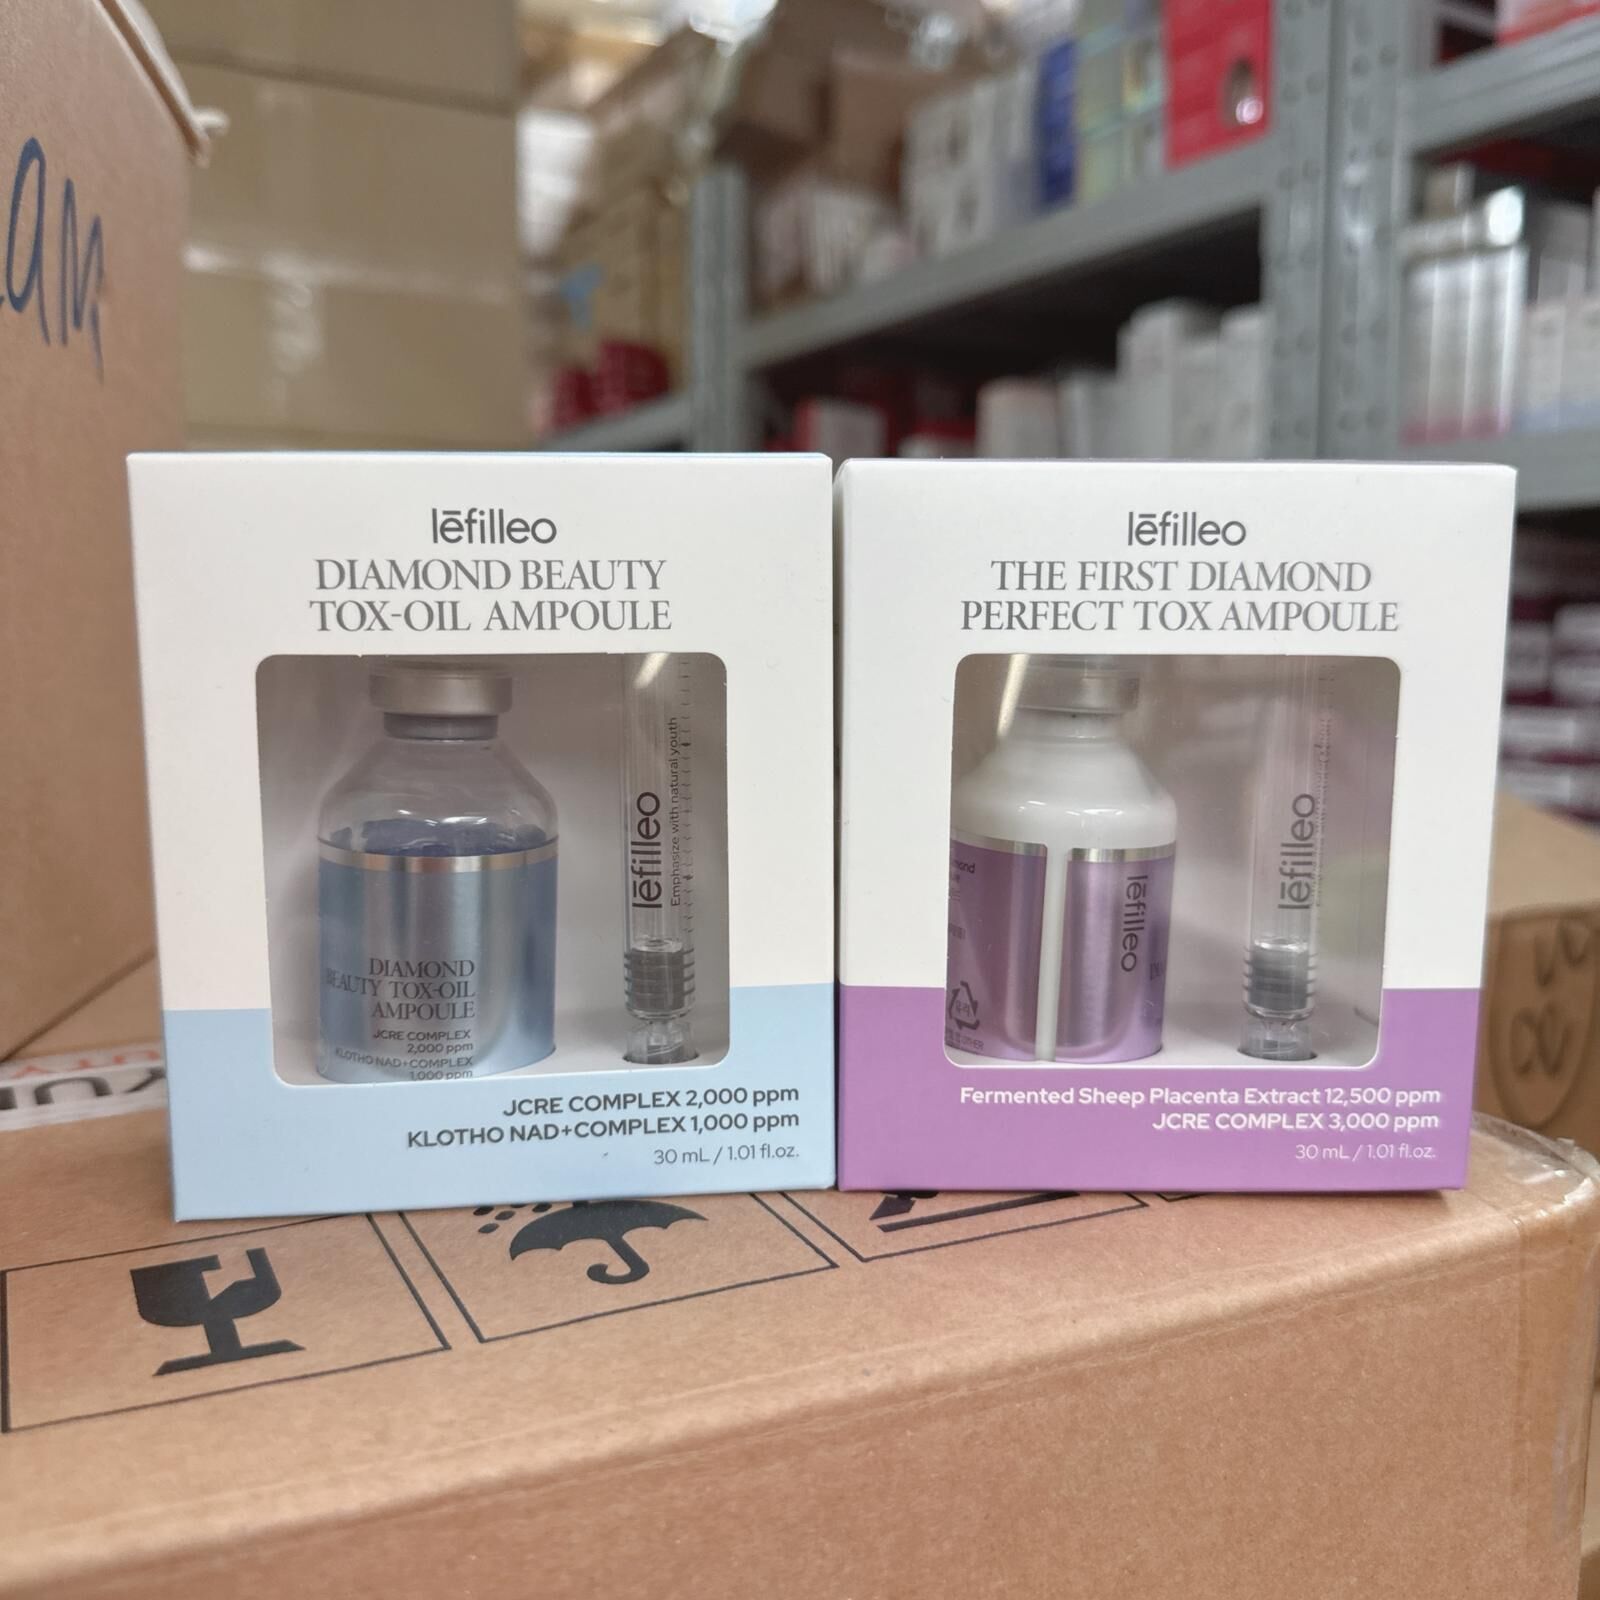 lēfilleo
DIAMOND BEAUTY
TOX-OIL AMPOULE
lēfilleo
Emphasize with natural youth
DIAMOND
BEAUTY TOX-OIL
AMPOULE
JCRE COMPLEX
2,000 ppm
KLOTHO NAD+COMPLEX
1,000 ppm
JCRE COMPLEX 2,000 ppm
KLOTHO NAD+COMPLEX 1,000 ppm
30 mL / 1.01 fl.oz.
lēfilleo
THE FIRST DIAMOND
PERFECT TOX AMPOULE
lēfilleo
유리
lēfilleo
Fermented Sheep Placenta Extract 12,500 ppm
JCRE COMPLEX 3,000 ppm
30 mL / 1.01 fl.oz.